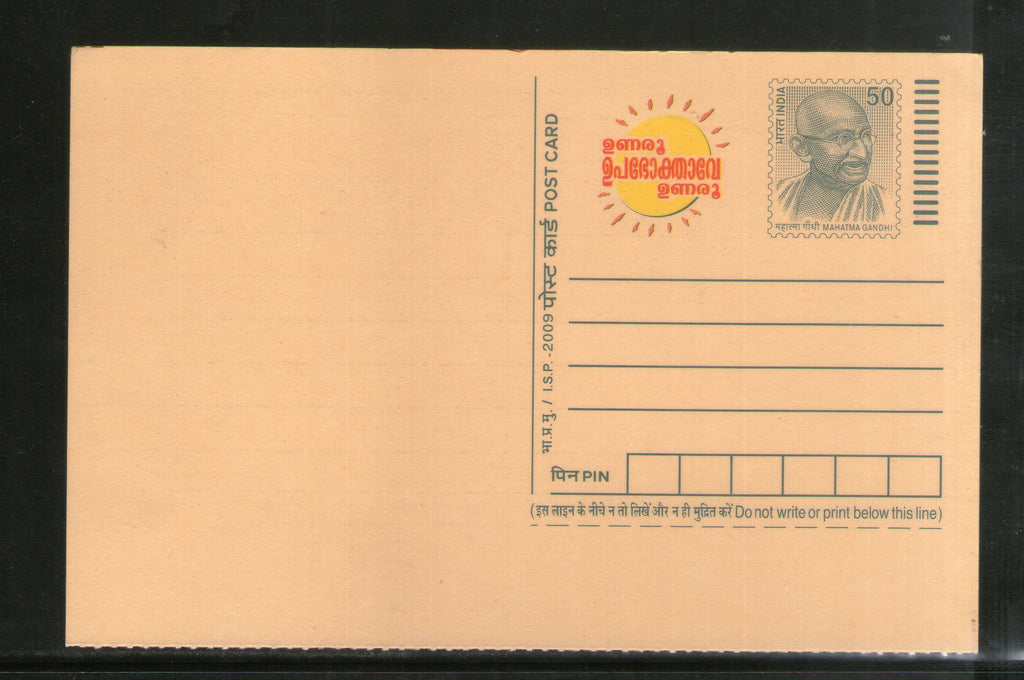 ഉണരൂ
ഉപഭോക്താവേ
ഉണരൂ
50
भारत INDIA
महात्मा गाँधी MAHATMA GANDHI
भा.प्र.मु. / I.S.P. -2009 पोस्ट कार्ड POST CARD
पिन PIN
(इस लाइन के नीचे न तो लिखें और न ही मुद्रित करें Do not write or print below this line)